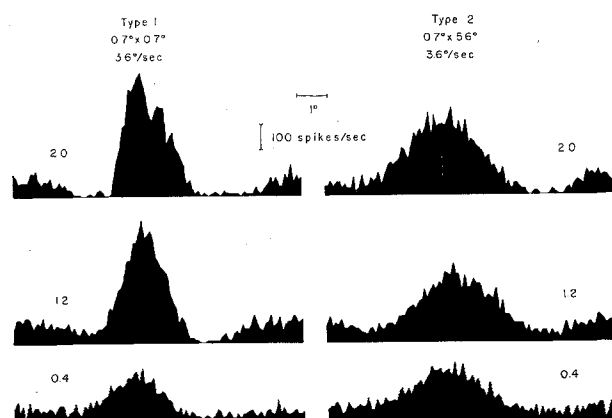 Type 1
0.7° x 0.7°
3.6°/sec
Type 2
0.7° x 5.6°
3.6°/sec
1°
100 spikes/sec
2.0
2.0
1.2
1.2
0.4
0.4